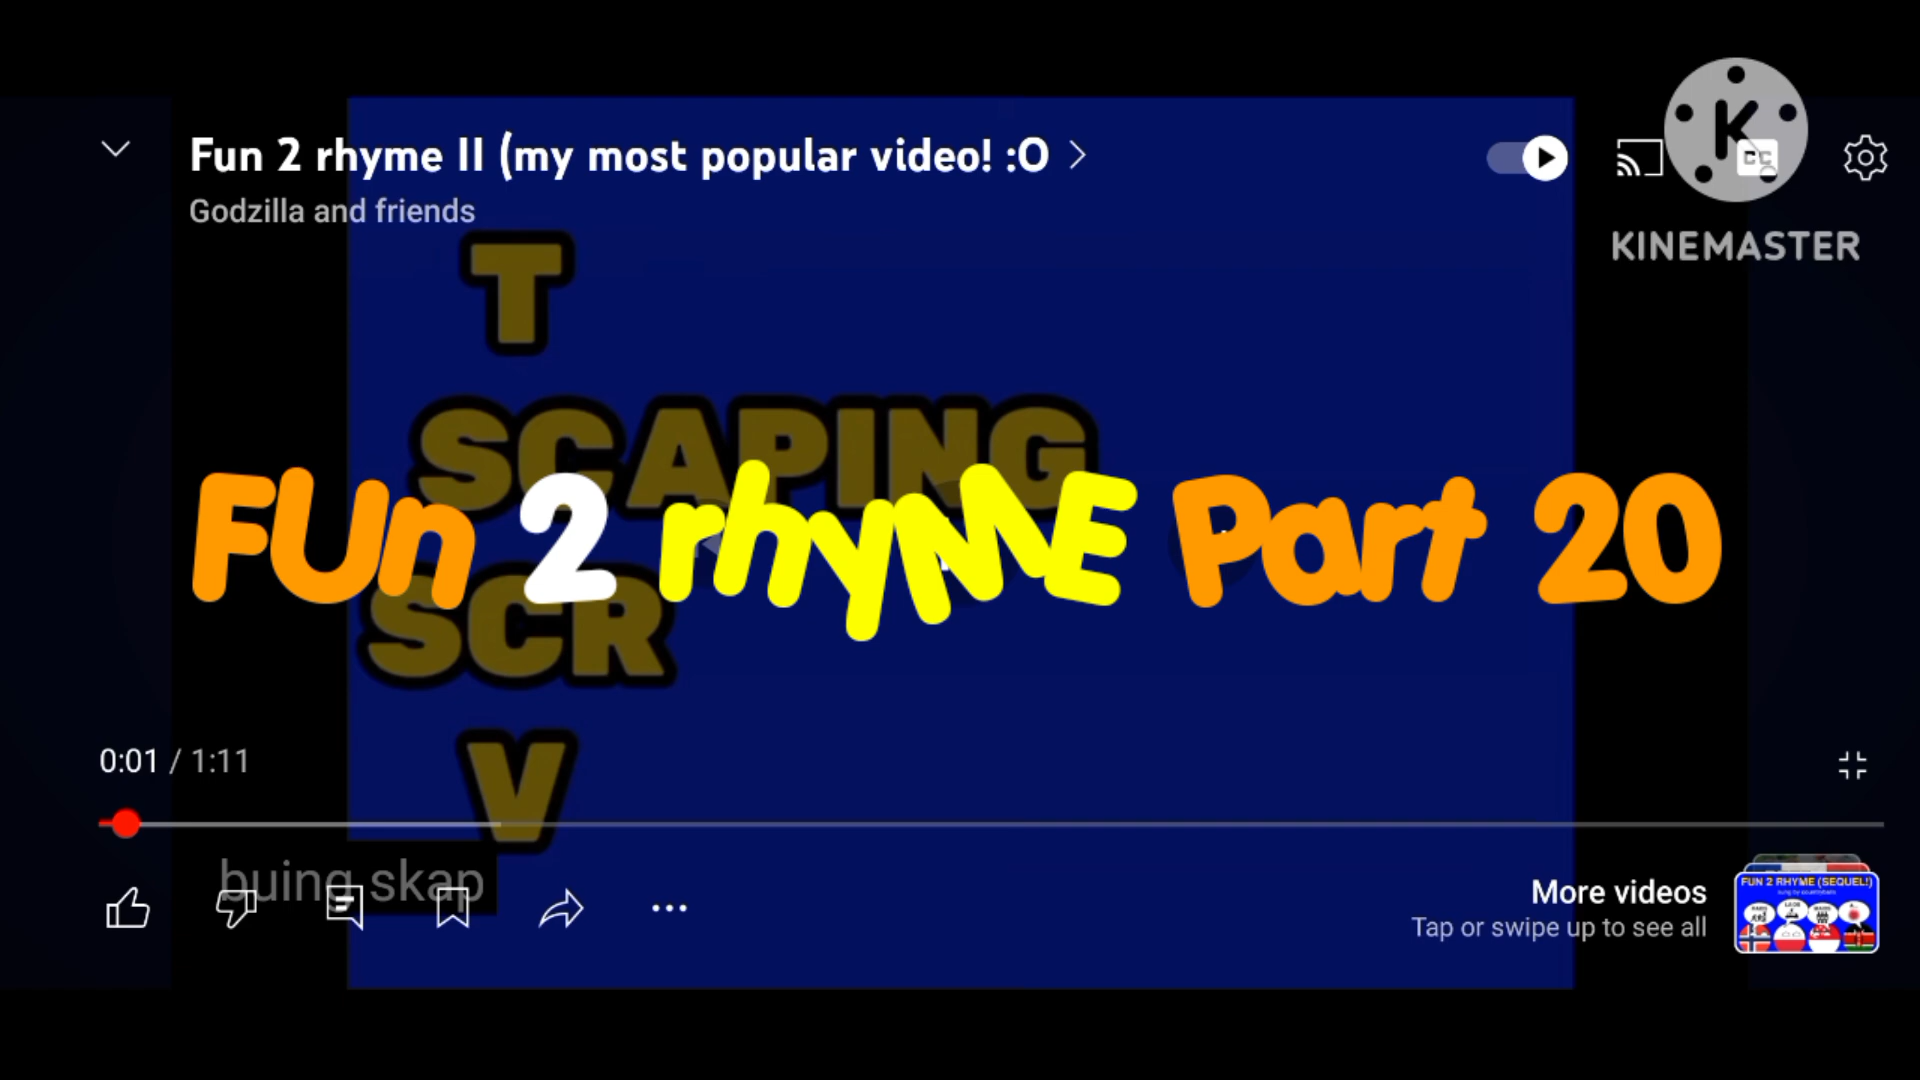 Fun 2 rhyme II (my most popular video! :O
Godzilla and friends
K
CC
KINEMASTER
T
SCAPING
FUn 2 rhyME Part 20
SCR
V
0:01 / 1:11
buing skap
More videos
Tap or swipe up to see all
FUN 2 RHYME (SEQUEL!)